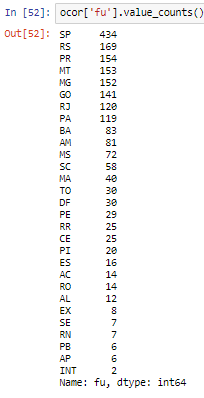 In [52]: ocor['fu'].value_counts()
Out[52]: SP 434
RS 169
PR 154
MT 153
MG 152
GO 141
RJ 120
PA 119
BA 83
AM 81
MS 72
SC 58
MA 40
TO 30
DF 30
PE 29
RR 25
CE 25
PI 20
ES 16
AC 14
RO 14
AL 12
EX 8
SE 7
RN 7
PB 6
AP 6
INT 2
Name: fu, dtype: int64